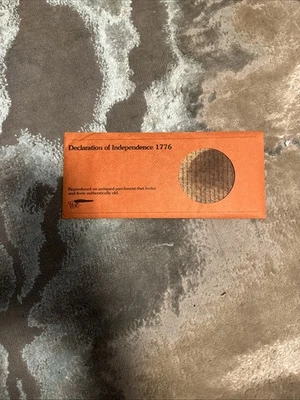 Declaration of Independence 1776
Reproduced on antiqued parchment that looks
and feels authentically old.